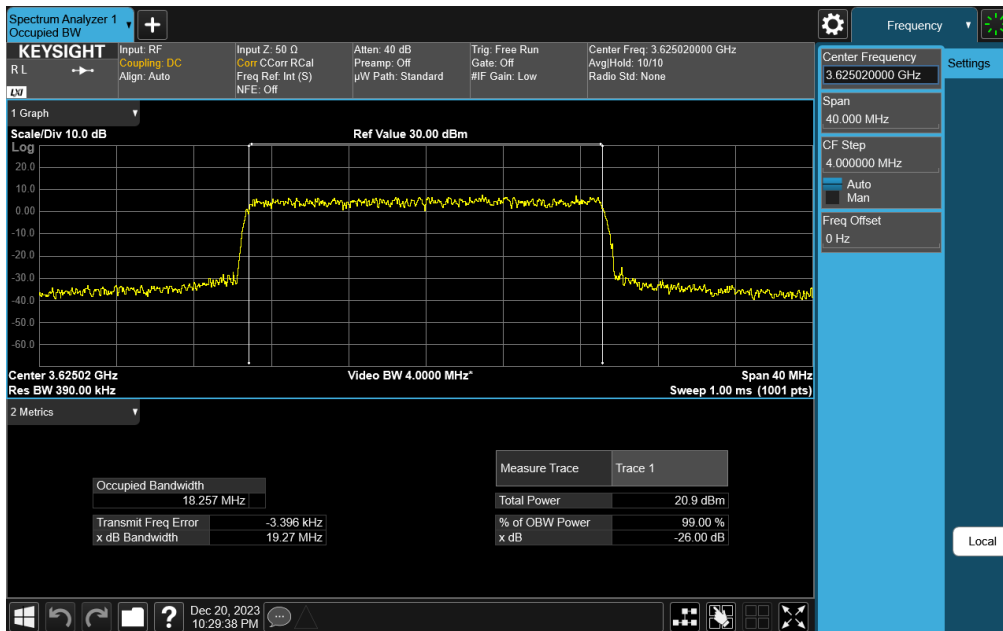 Spectrum Analyzer 1
Occupied BW
Frequency
KEYSIGHT
R L
LXI
Input: RF
Coupling: DC
Align: Auto
Input Z: 50 Ω
Corr CCorr RCal
Freq Ref: Int (S)
NFE: Off
Atten: 40 dB
Preamp: Off
µW Path: Standard
Trig: Free Run
Gate: Off
#IF Gain: Low
Center Freq: 3.625020000 GHz
Avg|Hold: 10/10
Radio Std: None
Center Frequency
3.625020000 GHz
Settings
Span
40.000 MHz
CF Step
4.000000 MHz
Auto
Man
Freq Offset
0 Hz
Local
1 Graph
Scale/Div 10.0 dB
Ref Value 30.00 dBm
Log
20.0
10.0
0.00
-10.0
-20.0
-30.0
-40.0
-50.0
-60.0
Center 3.62502 GHz
Video BW 4.0000 MHz*
Span 40 MHz
Res BW 390.00 kHz
Sweep 1.00 ms (1001 pts)
2 Metrics
Measure Trace Trace 1
Occupied Bandwidth
18.257 MHz
Total Power 20.9 dBm
Transmit Freq Error -3.396 kHz
% of OBW Power 99.00 %
x dB Bandwidth 19.27 MHz
x dB -26.00 dB
Dec 20, 2023
10:29:38 PM